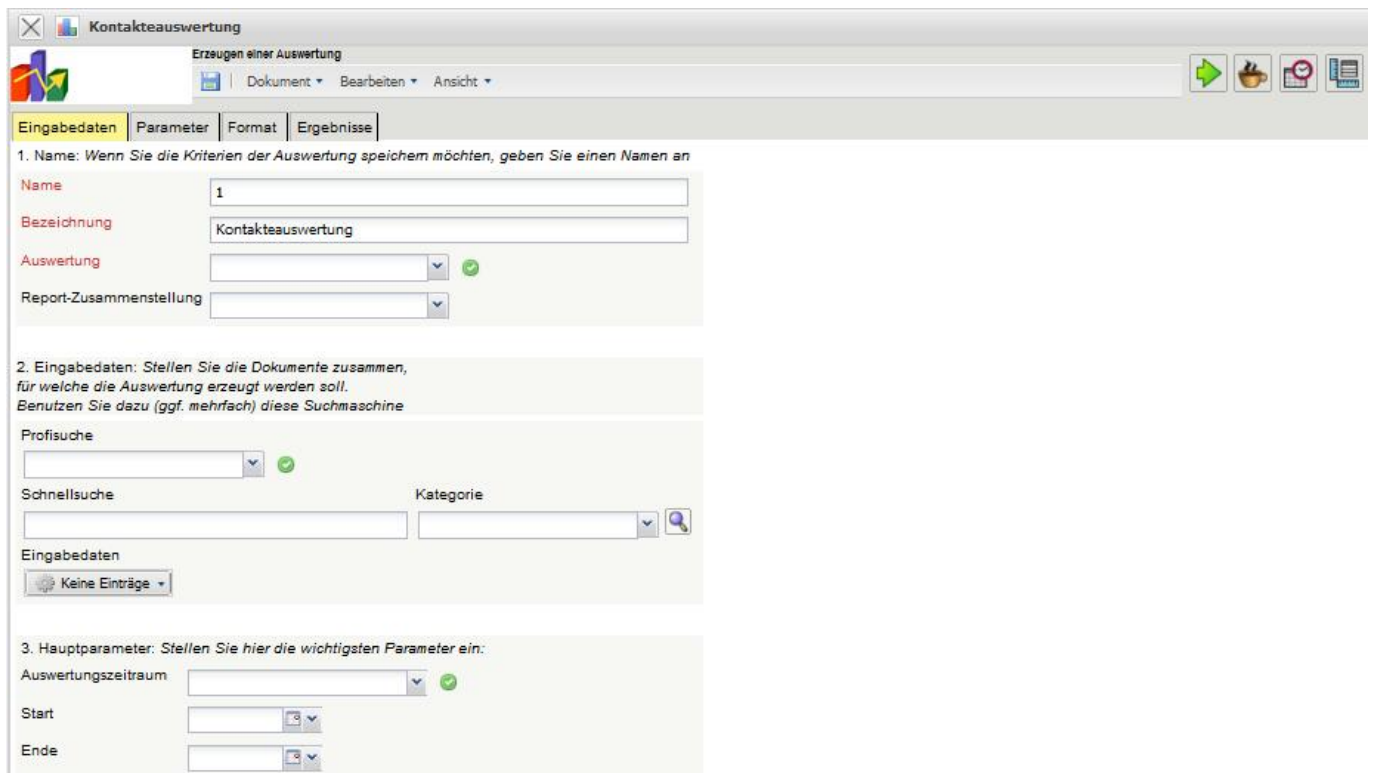 Kontakteauswertung
Erzeugen einer Auswertung
Dokument Bearbeiten Ansicht
Eingabedaten Parameter Format Ergebnisse
1. Name: Wenn Sie die Kriterien der Auswertung speichern möchten, geben Sie einen Namen an
Name 1
Bezeichnung Kontakteauswertung
Auswertung
Report-Zusammenstellung
2. Eingabedaten: Stellen Sie die Dokumente zusammen,
für welche die Auswertung erzeugt werden soll.
Benutzen Sie dazu (ggf. mehrfach) diese Suchmaschine
Profisuche
Schnellsuche Kategorie
Eingabedaten
Keine Einträge
3. Hauptparameter: Stellen Sie hier die wichtigsten Parameter ein:
Auswertungszeitraum
Start
Ende